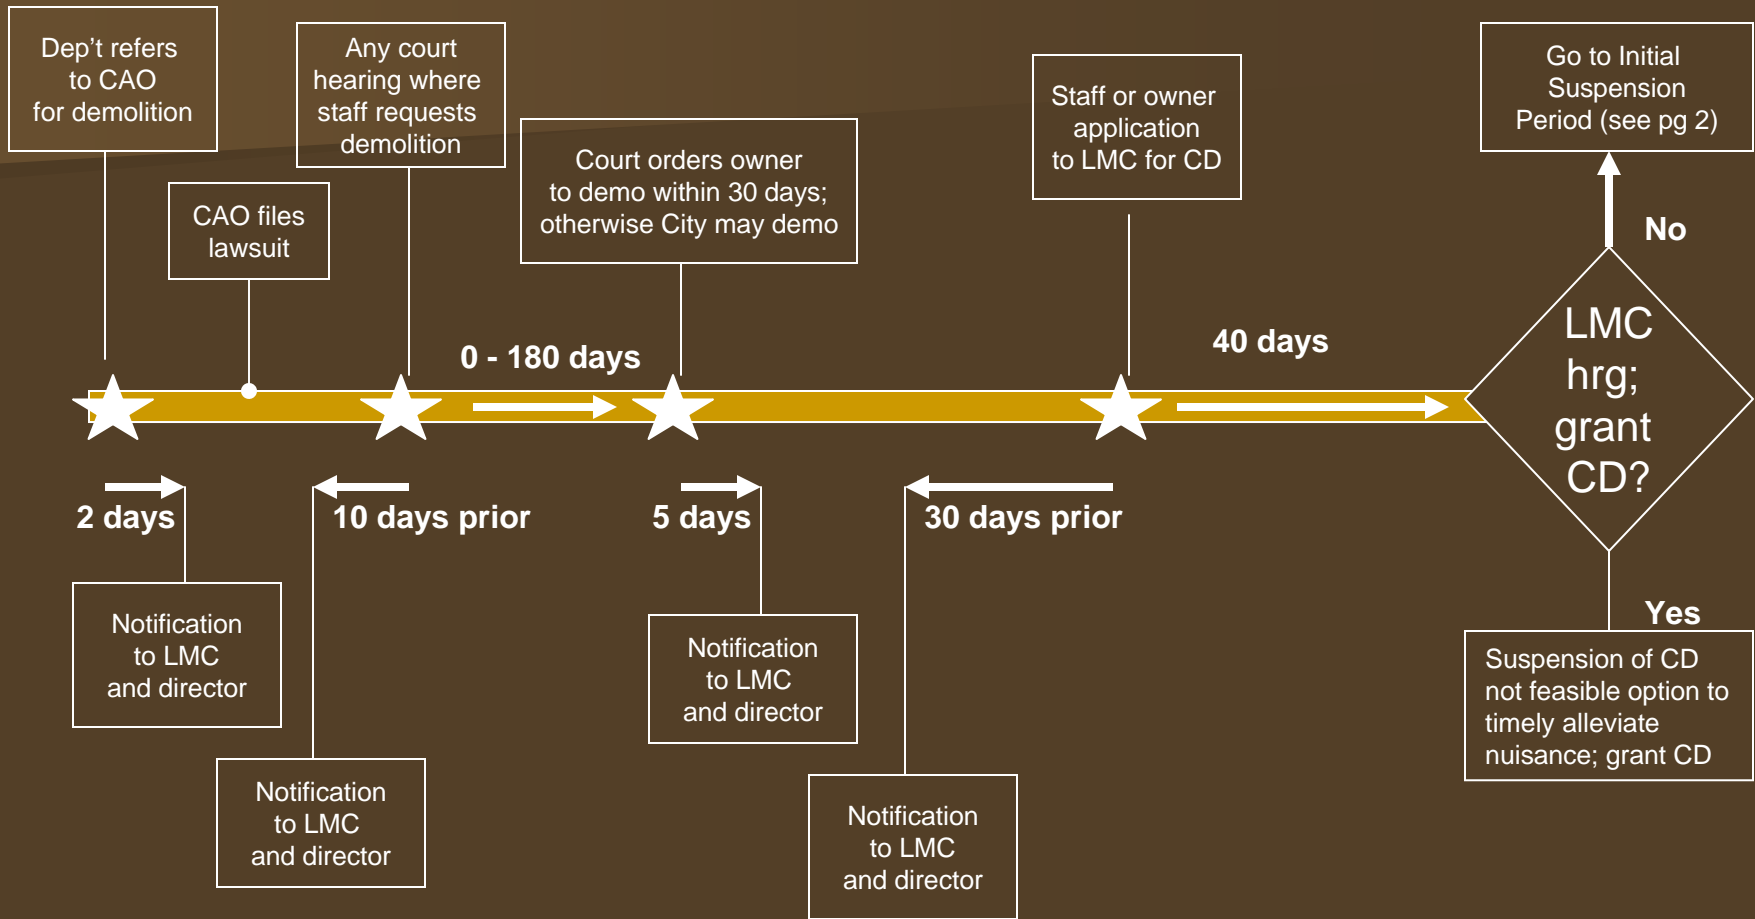 Dep't refers
to CAO
for demolition
CAO files
lawsuit
Any court
hearing where
staff requests
demolition
Court orders owner
to demo within 30 days;
otherwise City may demo
Staff or owner
application
to LMC for CD
Go to Initial
Suspension
Period (see pg 2)
No
0 - 180 days
40 days
LMC
hrg;
grant
CD?
2 days
10 days prior
5 days
30 days prior
Notification
to LMC
and director
Notification
to LMC
and director
Notification
to LMC
and director
Notification
to LMC
and director
Yes
Suspension of CD
not feasible option to
timely alleviate
nuisance; grant CD